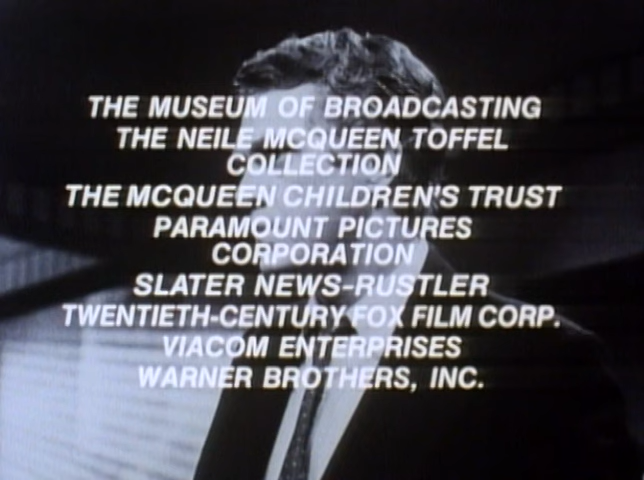 THE MUSEUM OF BROADCASTING
THE NEILE MCQUEEN TOFFEL
COLLECTION
THE MCQUEEN CHILDREN'S TRUST
PARAMOUNT PICTURES
CORPORATION
SLATER NEWS-RUSTLER
TWENTIETH-CENTURY FOX FILM CORP.
VIACOM ENTERPRISES
WARNER BROTHERS, INC.